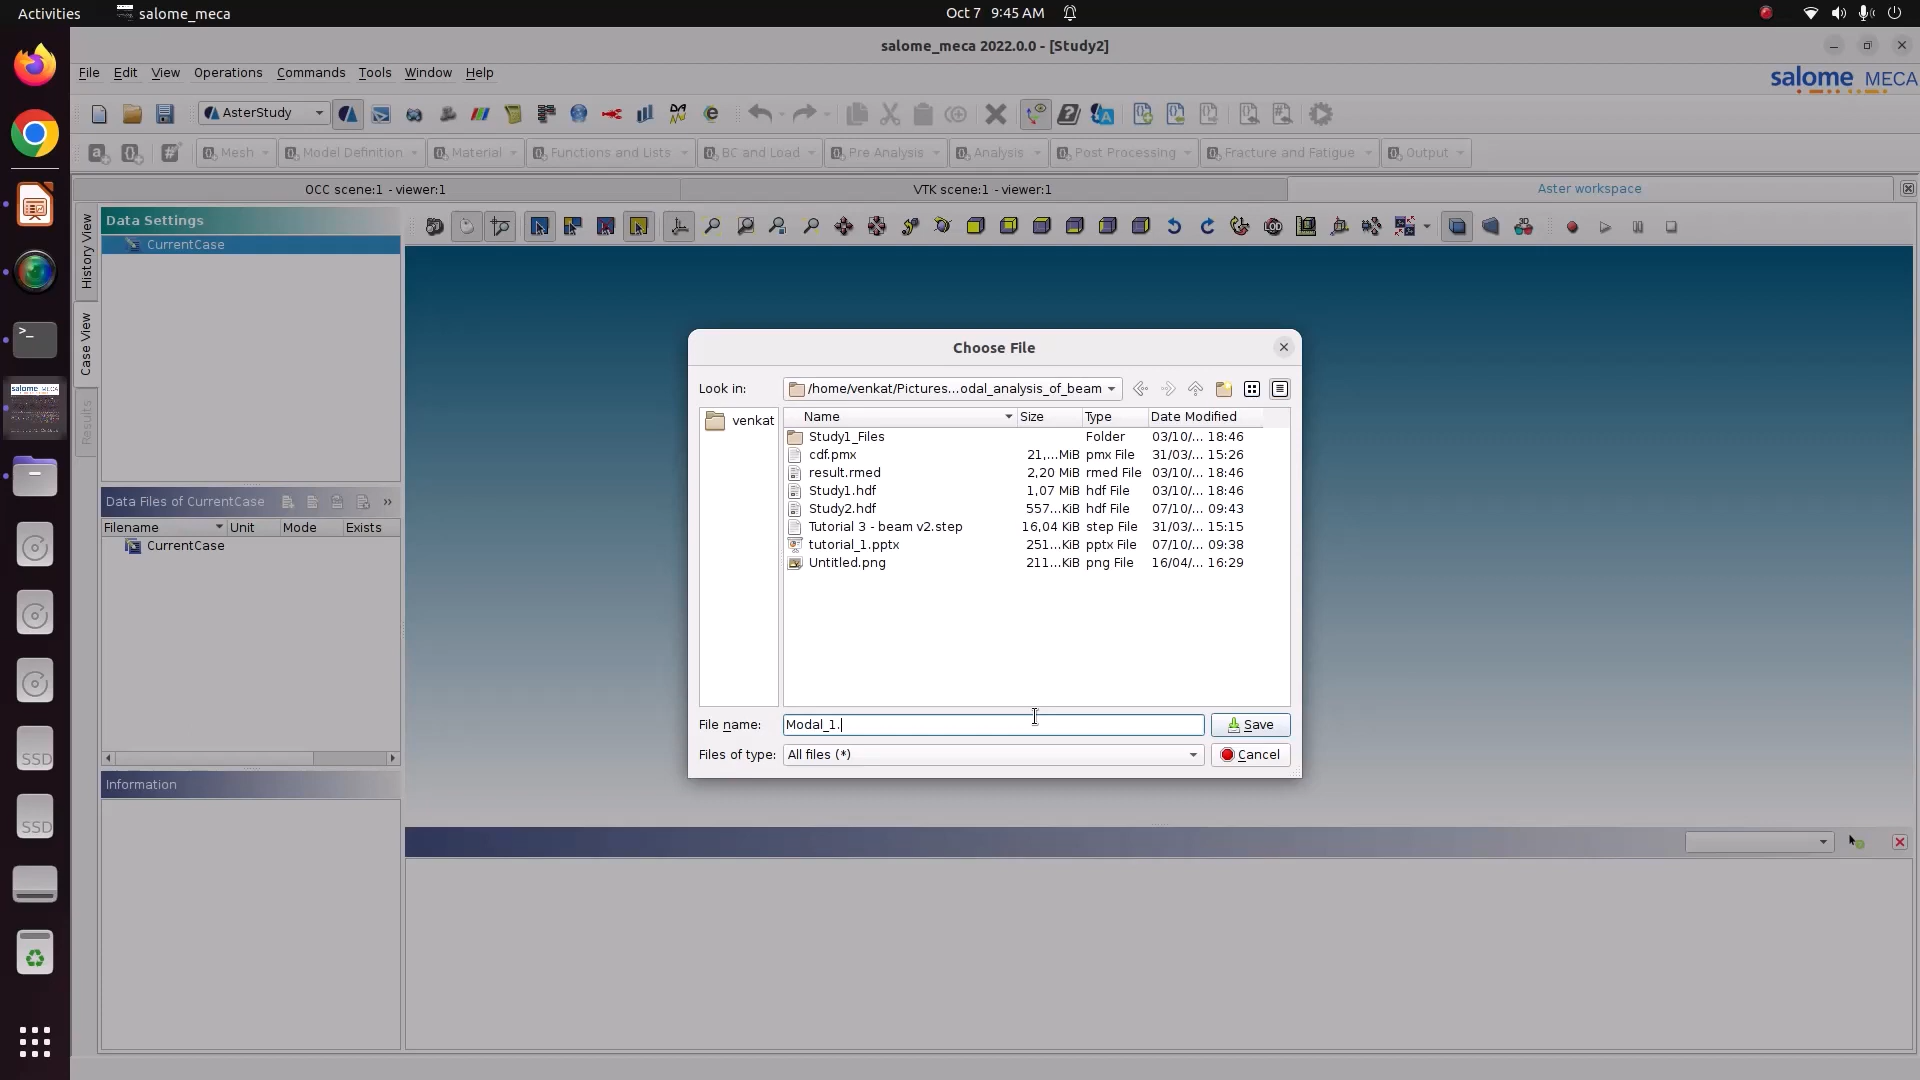 Activities
salome_meca
Oct 7 9:45 AM
salome_meca 2022.0.0 - [Study2]
File Edit View Operations Commands Tools Window Help
salome MECA
AsterStudy
Mesh Model Definition Material Functions and Lists BC and Load Pre Analysis Analysis Post Processing Fracture and Fatigue Output
OCC scene:1 - viewer:1
VTK scene:1 - viewer:1
Aster workspace
History View
Case View
Results
Data Settings
CurrentCase
Data Files of CurrentCase
Filename Unit Mode Exists
CurrentCase
Information
Choose File
Look in: /home/venkat/Pictures...odal_analysis_of_beam
venkat
Name Size Type Date Modified
Study1_Files Folder 03/10/... 18:46
cdf.pmx 21,...MiB pmx File 31/03/... 15:26
result.rmed 2,20 MiB rmed File 03/10/... 18:46
Study1.hdf 1,07 MiB hdf File 03/10/... 18:46
Study2.hdf 557...KiB hdf File 07/10/... 09:43
Tutorial 3 - beam v2.step 16,04 KiB step File 31/03/... 15:15
tutorial_1.pptx 251...KiB pptx File 07/10/... 09:38
Untitled.png 211...KiB png File 16/04/... 16:29
File name: Modal_1. Save
Files of type: All files (*) Cancel
SSD
SSD